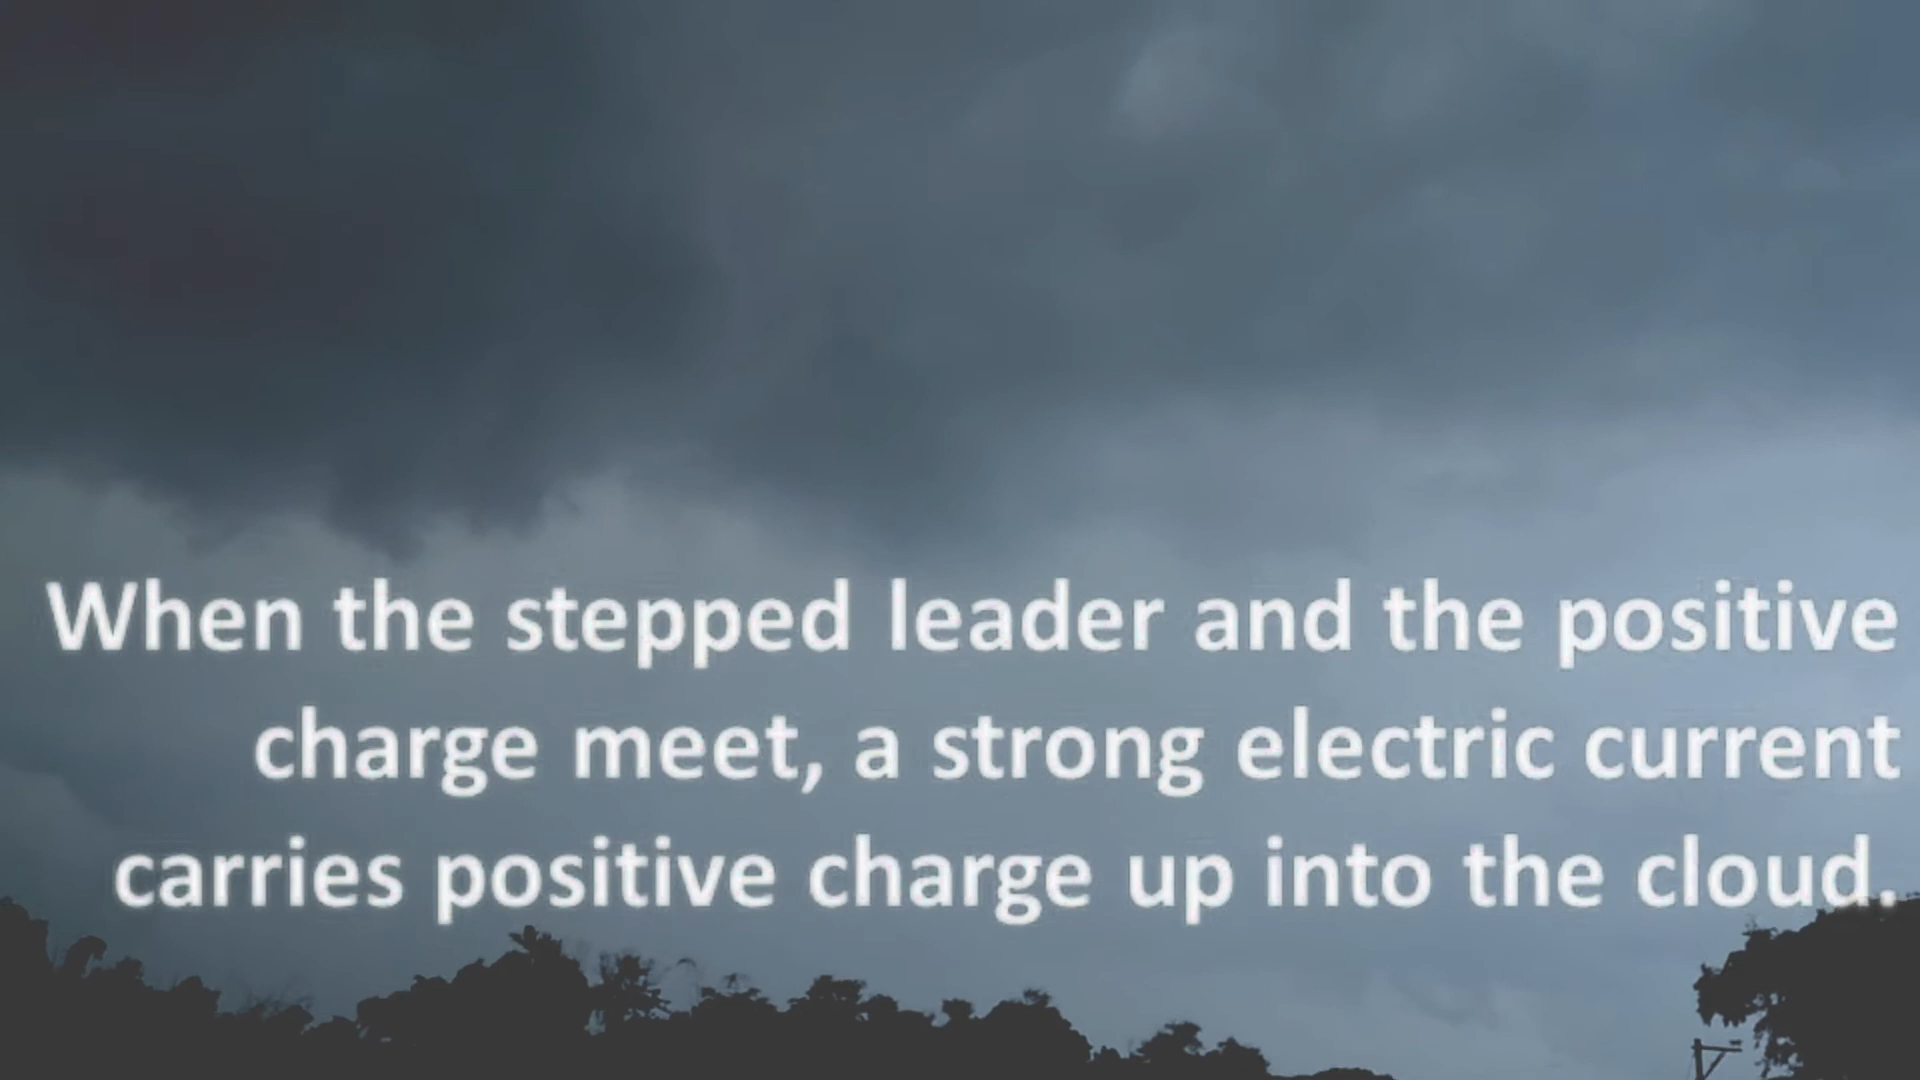 When the stepped leader and the positive
charge meet, a strong electric current
carries positive charge up into the cloud.